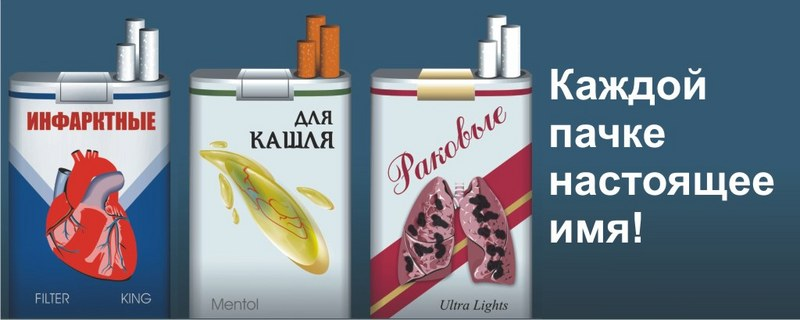 ИНФАРКТНЫЕ
FILTER KING
ДЛЯ
КАШЛЯ
Mentol
Раковые
Ultra Lights
Каждой
пачке
настоящее
имя!